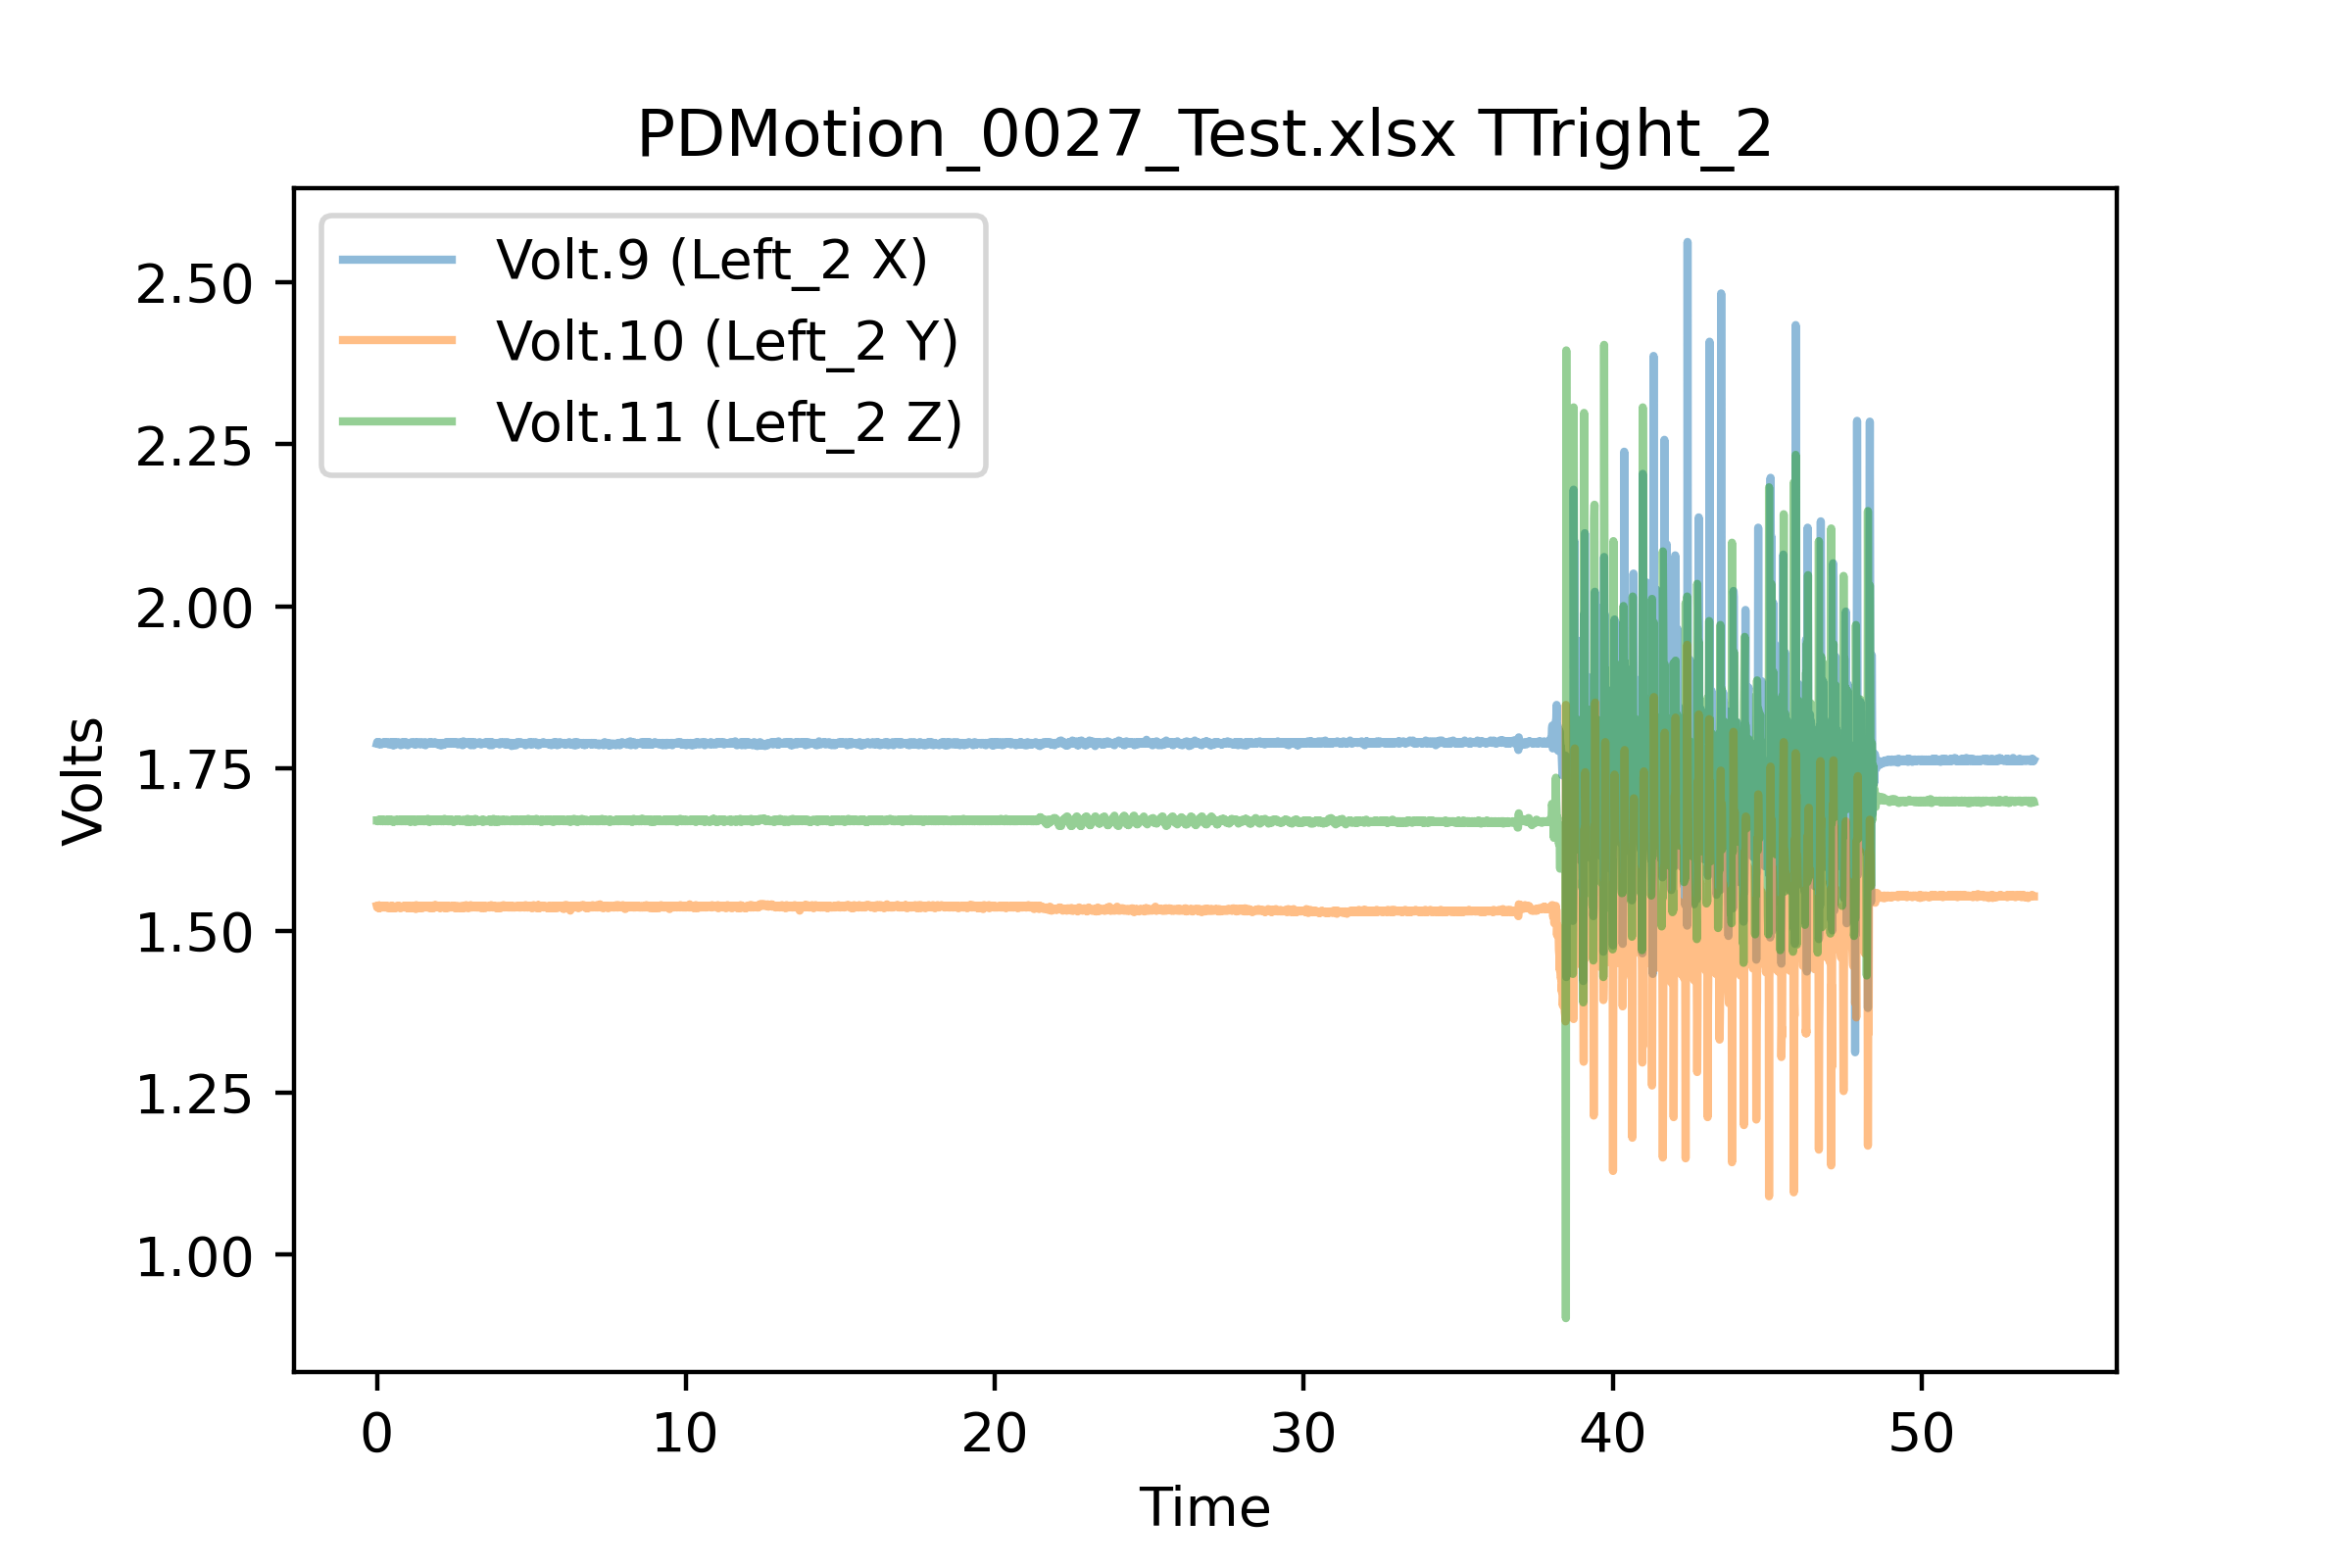 PDMotion_0027_Test.xlsx TTright_2
Volt.9 (Left_2 X)
Volt.10 (Left_2 Y)
Volt.11 (Left_2 Z)
2.50
2.25
2.00
1.75
1.50
1.25
1.00
Volts
0 10 20 30 40 50
Time